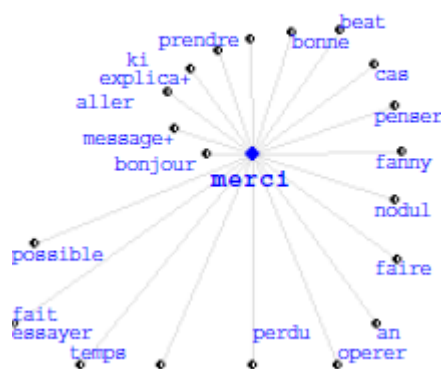 beat
prendre bonne
ki
explica+ cas
aller
penser
message+
bonjour fanny
merci
nodul
possible
faire
fait
essayer perdu an
temps operer